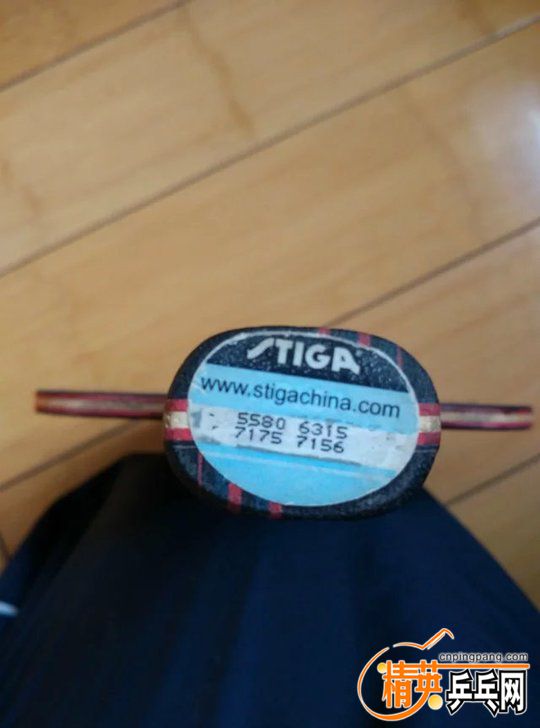 STIGA
www.stigachina.com
5580 6315
7175 7156
cnpingpang.com
精英乒乓网